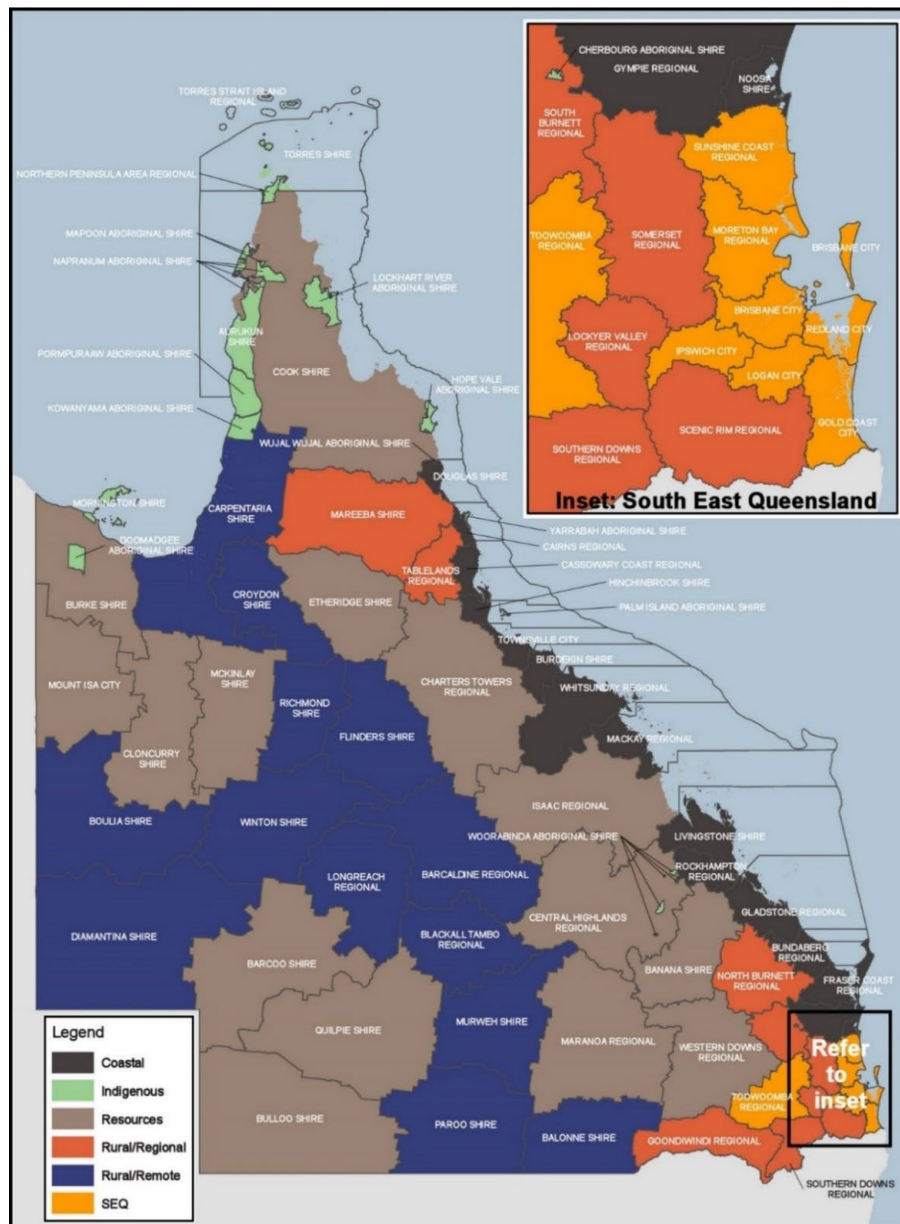 CHERBOURG ABORIGINAL SHIRE
GYMPIE REGIONAL
NOOSA
SHIRE
SOUTH
BURNETT
REGIONAL
SUNSHINE COAST
REGIONAL
TOOWOOMBA
REGIONAL
SOMERSET
REGIONAL
MORETON BAY
REGIONAL
BRISBANE CITY
BRISBANE CITY
REDLAND CITY
LOCKYER VALLEY
REGIONAL
IPSWICH CITY
LOGAN CITY
GOLD COAST
CITY
SCENIC RIM REGIONAL
SOUTHERN DOWNS
REGIONAL
Inset: South East Queensland
TORRES STRAIT ISLAND
REGIONAL
TORRES SHIRE
NORTHERN PENINSULA AREA REGIONAL
MAPOON ABORIGINAL SHIRE
NAPRANUM ABORIGINAL SHIRE
LOCKHART RIVER
ABORIGINAL SHIRE
AURUKUN
SHIRE
PORMPURAAW ABORIGINAL SHIRE
COOK SHIRE
HOPE VALE
ABORIGINAL SHIRE
KOWANYAMA ABORIGINAL SHIRE
WUJAL WUJAL ABORIGINAL SHIRE
DOUGLAS SHIRE
MORNINGTON SHIRE
CARPENTARIA
SHIRE
MAREEBA SHIRE
YARRABAH ABORIGINAL SHIRE
DOOMADGEE
ABORIGINAL SHIRE
CAIRNS REGIONAL
CASSOWARY COAST REGIONAL
TABLELANDS
REGIONAL
HINCHINBROOK SHIRE
CROYDON
SHIRE
ETHERIDGE SHIRE
BURKE SHIRE
PALM ISLAND ABORIGINAL SHIRE
TOWNSVILLE CITY
BURDEKIN SHIRE
MOUNT ISA CITY
MCKINLAY
SHIRE
CHARTERS TOWERS
REGIONAL
WHITSUNDAY REGIONAL
RICHMOND
SHIRE
FLINDERS SHIRE
MACKAY REGIONAL
CLONCURRY
SHIRE
ISAAC REGIONAL
BOULIA SHIRE
WINTON SHIRE
WOORABINDA ABORIGINAL SHIRE
LIVINGSTONE SHIRE
ROCKHAMPTON
REGIONAL
LONGREACH
REGIONAL
BARCALDINE REGIONAL
CENTRAL HIGHLANDS
REGIONAL
GLADSTONE REGIONAL
DIAMANTINA SHIRE
BLACKALL TAMBO
REGIONAL
BUNDABERG
REGIONAL
BARCOO SHIRE
BANANA SHIRE
NORTH BURNETT
REGIONAL
FRASER COAST
REGIONAL
QUILPIE SHIRE
MURWEH SHIRE
MARANOA REGIONAL
WESTERN DOWNS
REGIONAL
Refer
to
inset
TOOWOOMBA
REGIONAL
BULLOO SHIRE
PAROO SHIRE
BALONNE SHIRE
GOONDIWINDI REGIONAL
SOUTHERN DOWNS
REGIONAL
Legend
Coastal
Indigenous
Resources
Rural/Regional
Rural/Remote
SEQ